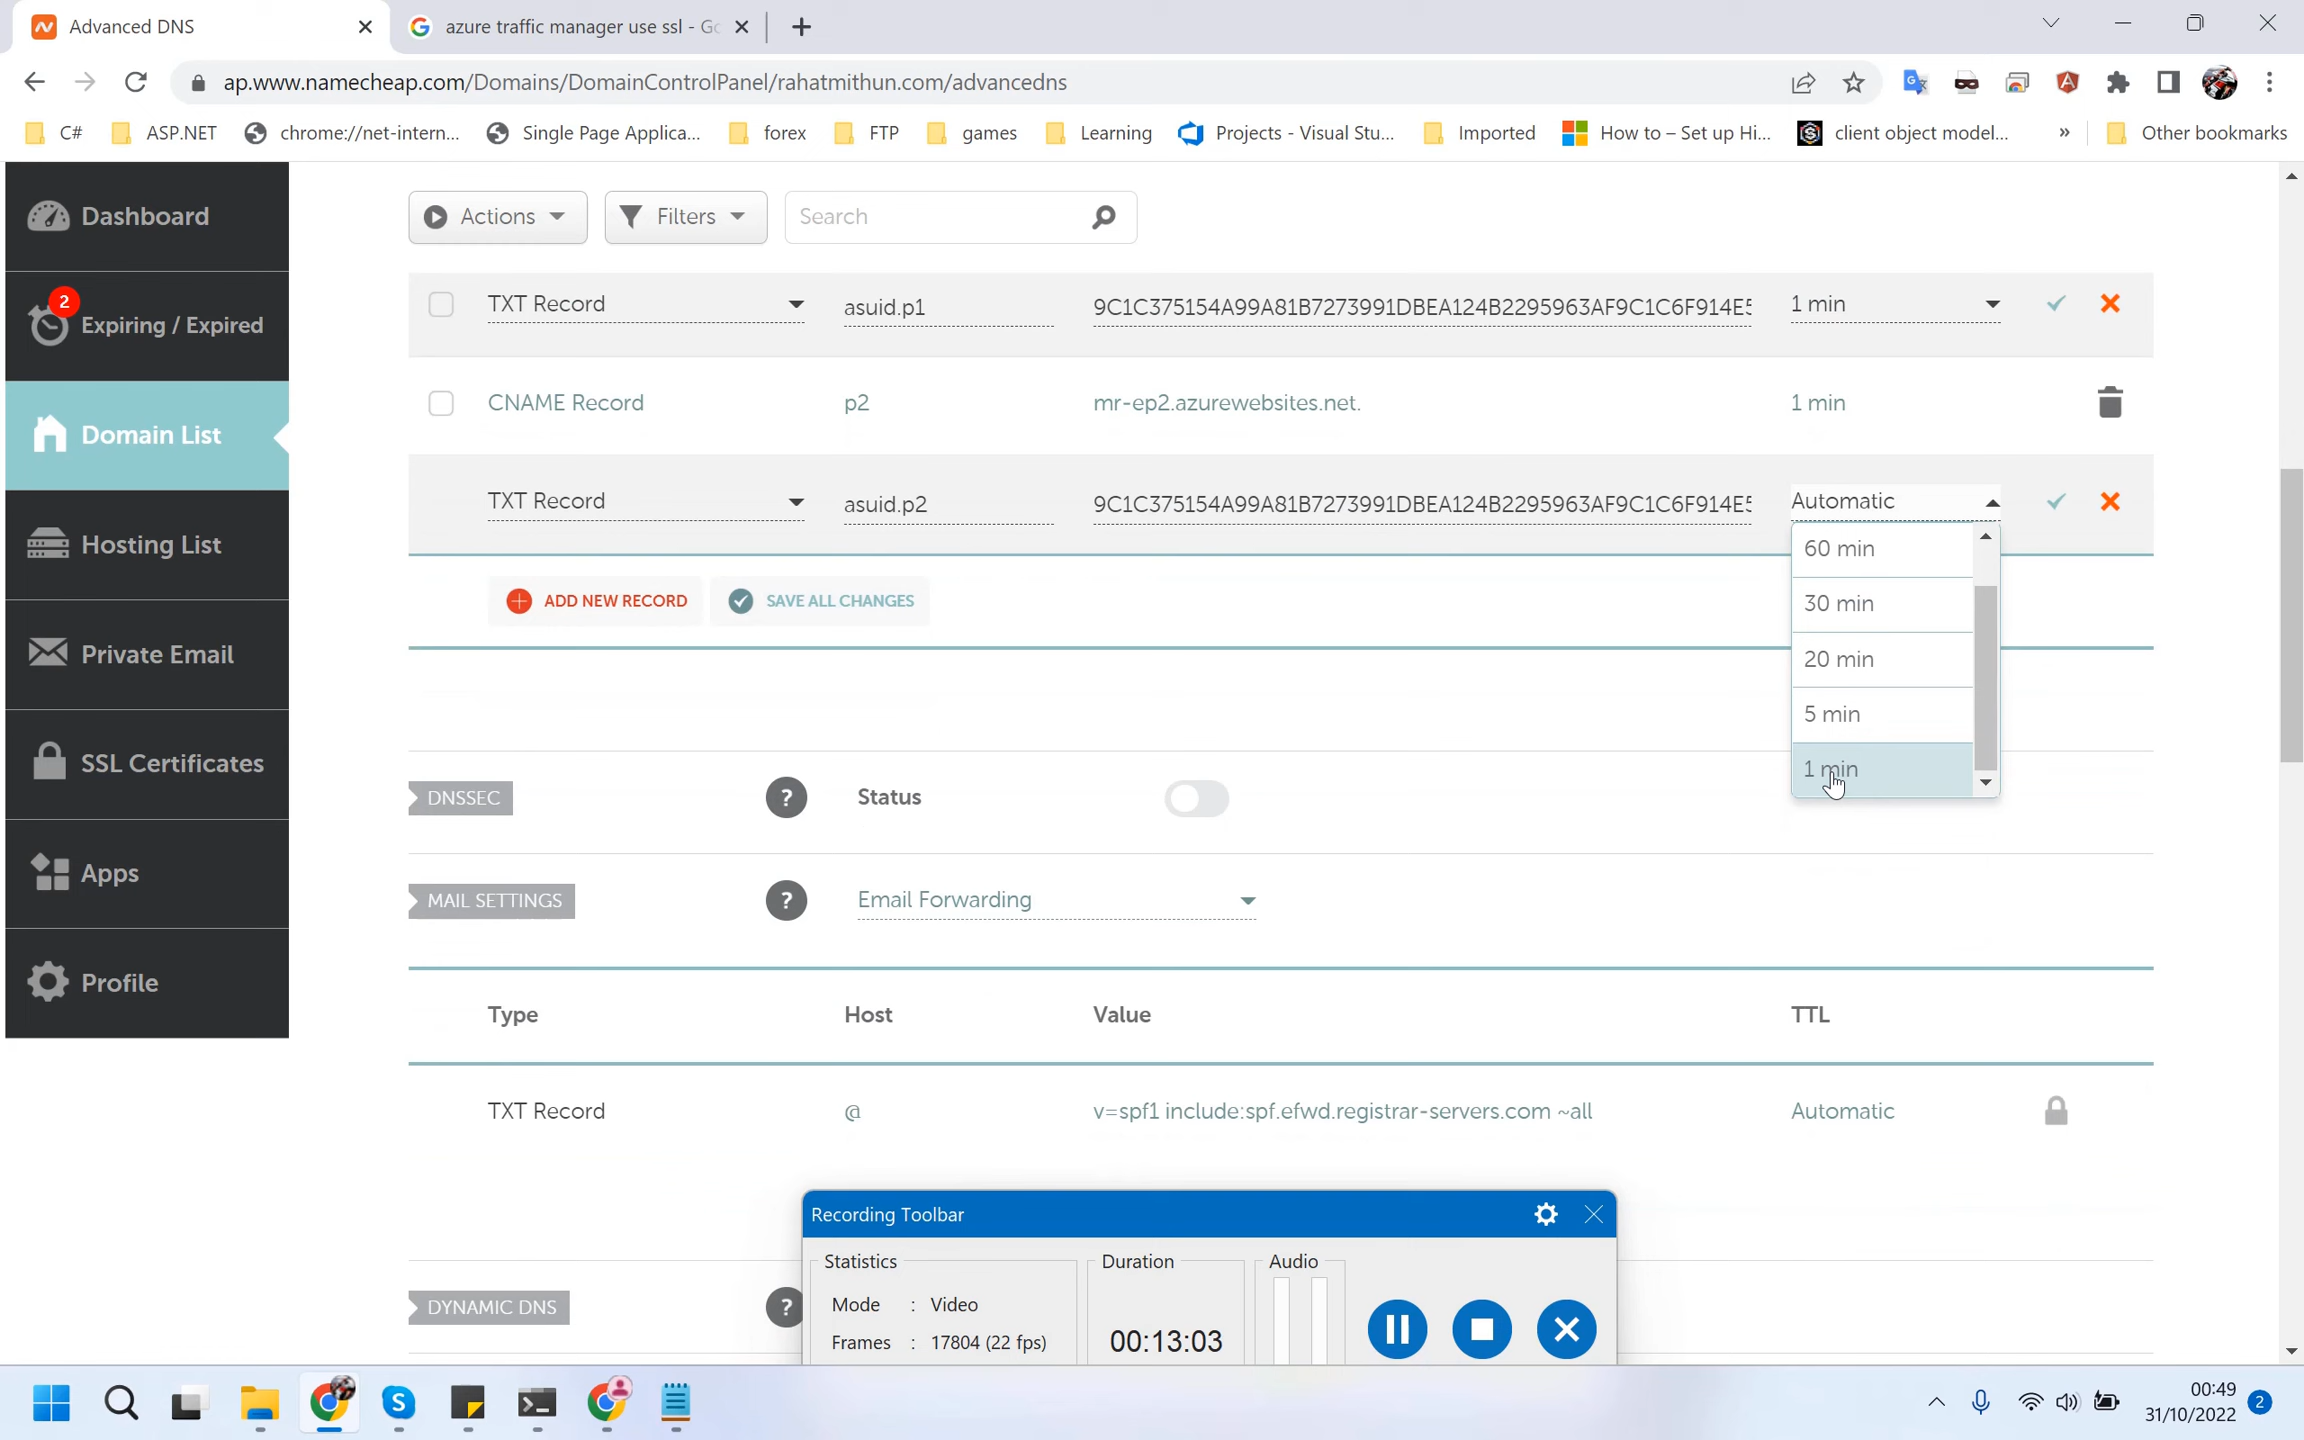 Advanced DNS
azure traffic manager use ssl - Go
ap.www.namecheap.com/Domains/DomainControlPanel/rahatmithun.com/advancedns
C# ASP.NET chrome://net-intern... Single Page Applica... forex FTP games Learning Projects - Visual Stu... Imported How to – Set up Hi... client object model... » Other bookmarks
Dashboard
2
Expiring / Expired
Domain List
Hosting List
Private Email
SSL Certificates
Apps
Profile
Actions Filters Search
TXT Record asuid.p1 9C1C375154A99A81B7273991DBEA124B2295963AF9C1C6F914E5 1 min
CNAME Record p2 mr-ep2.azurewebsites.net. 1 min
TXT Record asuid.p2 9C1C375154A99A81B7273991DBEA124B2295963AF9C1C6F914E5 Automatic
60 min
30 min
20 min
5 min
1 min
ADD NEW RECORD SAVE ALL CHANGES
DNSSEC ? Status
MAIL SETTINGS ? Email Forwarding
Type Host Value TTL
TXT Record @ v=spf1 include:spf.efwd.registrar-servers.com ~all Automatic
DYNAMIC DNS ?
Recording Toolbar
Statistics Duration Audio
Mode : Video
Frames : 17804 (22 fps)
00:13:03
00:49
31/10/2022
2